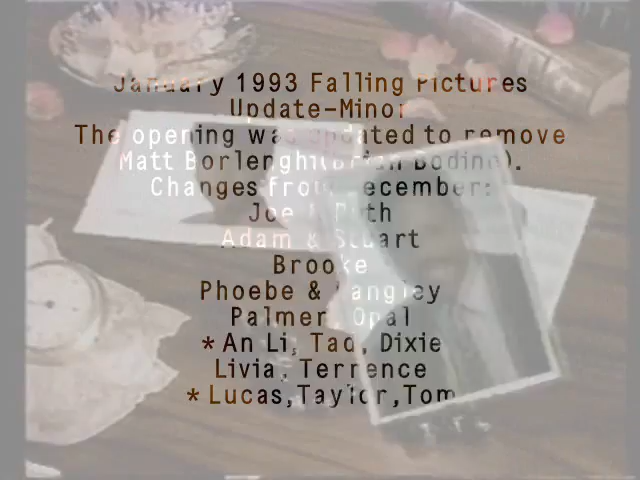 January 1993 Falling Pictures
Update-Minor
The opening was updated to remove
Matt Borlenghi(Brian Bodine).
Changes from December:
Joe & Ruth
Adam & Stuart
Brooke
Phoebe & Langley
Palmer, Opal
*An Li, Tad, Dixie
Livia, Terrence
*Lucas,Taylor,Tom